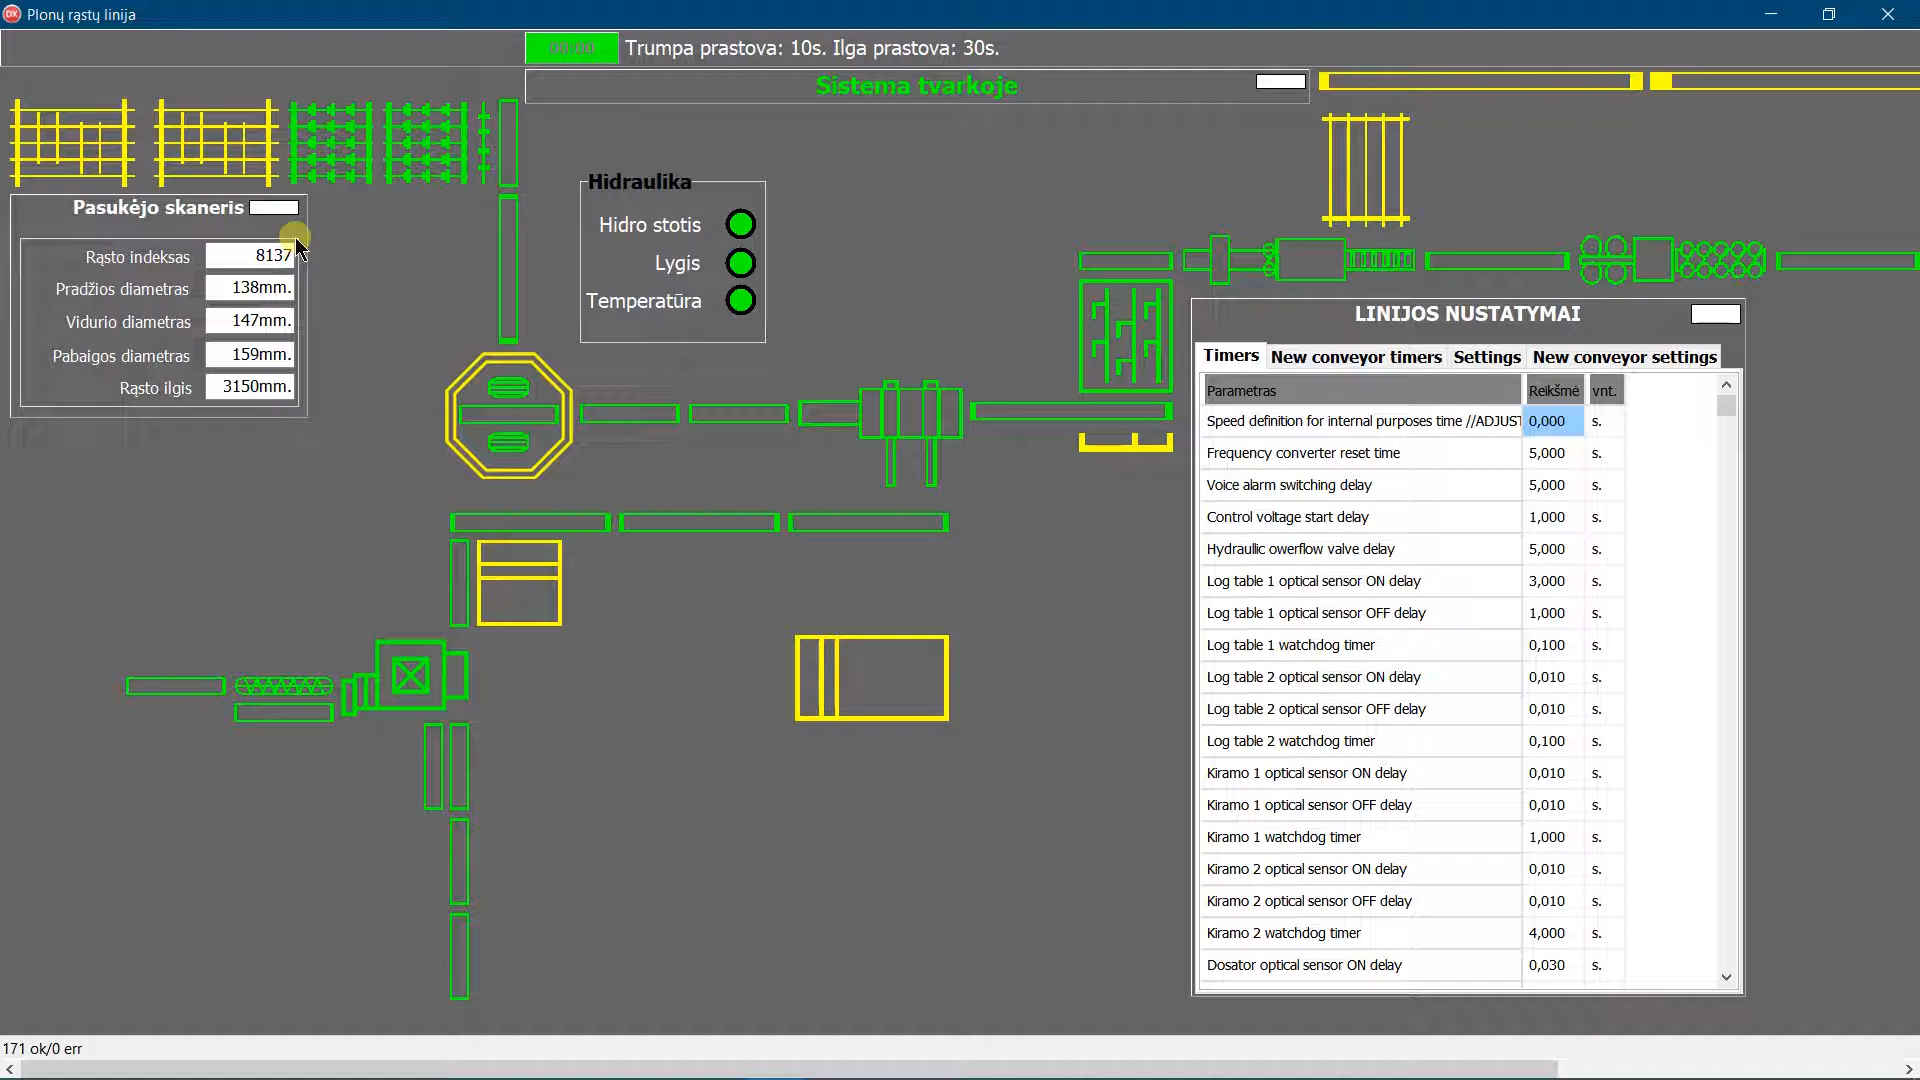 Plonų rąstų linija
Trumpa prastova: 10s. Ilga prastova: 30s.
Sistema tvarkoje
Pasukėjo skaneris
Rąsto indeksas 8137
Pradžios diametras 138mm.
Vidurio diametras 147mm.
Pabaigos diametras 159mm.
Rąsto ilgis 3150mm.
Hidraulika
Hidro stotis
Lygis
Temperatūra
LINIJOS NUSTATYMAI
Timers New conveyor timers Settings New conveyor settings
Parametras Reikšmė vnt.
Speed definition for internal purposes time //ADJUST 0,000 s.
Frequency converter reset time 5,000 s.
Voice alarm switching delay 5,000 s.
Control voltage start delay 1,000 s.
Hydraullic owerflow valve delay 5,000 s.
Log table 1 optical sensor ON delay 3,000 s.
Log table 1 optical sensor OFF delay 1,000 s.
Log table 1 watchdog timer 0,100 s.
Log table 2 optical sensor ON delay 0,010 s.
Log table 2 optical sensor OFF delay 0,010 s.
Log table 2 watchdog timer 0,100 s.
Kiramo 1 optical sensor ON delay 0,010 s.
Kiramo 1 optical sensor OFF delay 0,010 s.
Kiramo 1 watchdog timer 1,000 s.
Kiramo 2 optical sensor ON delay 0,010 s.
Kiramo 2 optical sensor OFF delay 0,010 s.
Kiramo 2 watchdog timer 4,000 s.
Dosator optical sensor ON delay 0,030 s.
171 ok/0 err